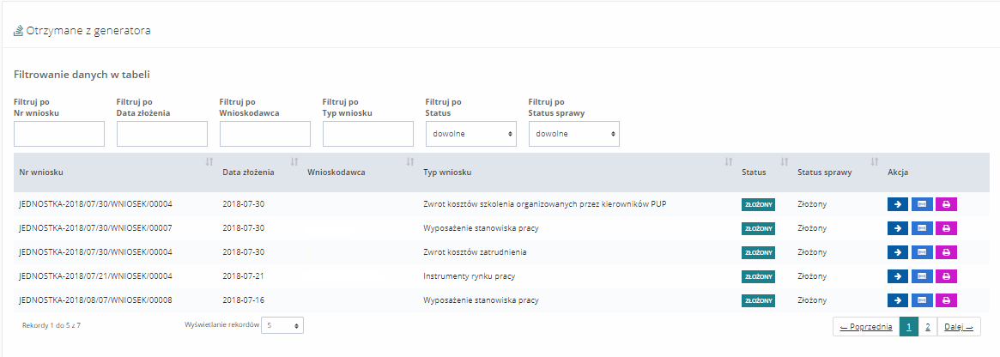 Otrzymane z generatora
Filtrowanie danych w tabeli
Filtruj po Nr wniosku
Filtruj po Data złożenia
Filtruj po Wnioskodawca
Filtruj po Typ wniosku
Filtruj po Status
Filtruj po Status sprawy
dowolne dowolne
Nr wniosku Data złożenia Wnioskodawca Typ wniosku Status Status sprawy Akcja
JEDNOSTKA-2018/07/30/WNIOSEK/00004 2018-07-30 Zwrot kosztów szkolenia organizowanych przez kierowników PUP ZŁOŻONY Złożony
JEDNOSTKA-2018/07/30/WNIOSEK/00007 2018-07-30 Wyposażenie stanowiska pracy ZŁOŻONY Złożony
JEDNOSTKA-2018/07/30/WNIOSEK/00004 2018-07-30 Zwrot kosztów zatrudnienia ZŁOŻONY Złożony
JEDNOSTKA-2018/07/21/WNIOSEK/00004 2018-07-21 Instrumenty rynku pracy ZŁOŻONY Złożony
JEDNOSTKA-2018/08/07/WNIOSEK/00008 2018-07-16 Wyposażenie stanowiska pracy ZŁOŻONY Złożony
Rekordy 1 do 5 z 7 Wyświetlanie rekordów 5 Poprzednia 1 2 Dalej